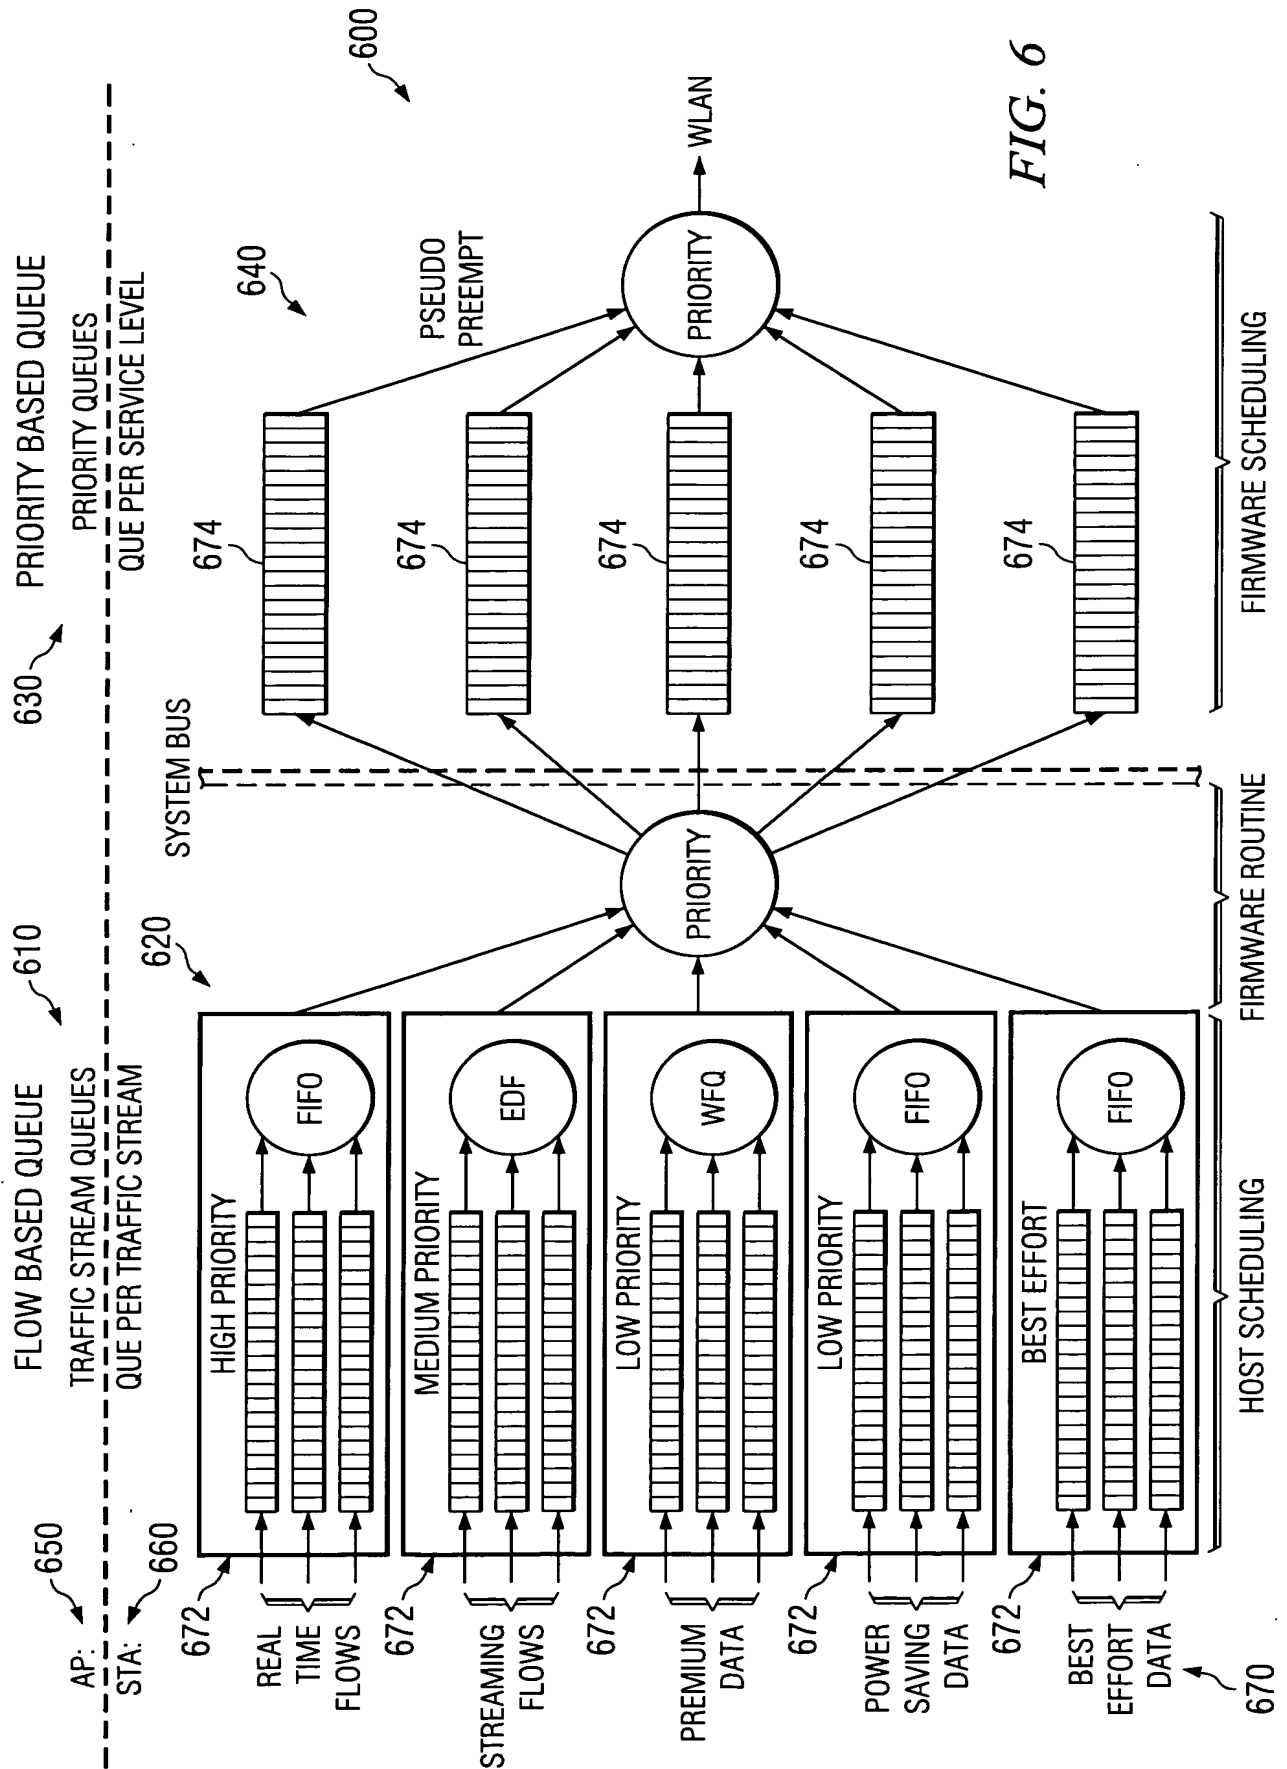 FLOW BASED QUEUE
610
630
PRIORITY BASED QUEUE
AP:
650
TRAFFIC STREAM QUEUES
PRIORITY QUEUES
STA:
660
QUE PER TRAFFIC STREAM
QUE PER SERVICE LEVEL
600
620
SYSTEM BUS
640
672
HIGH PRIORITY
REAL
TIME
FLOWS
FIFO
674
672
MEDIUM PRIORITY
STREAMING
FLOWS
EDF
674
PSEUDO
PREEMPT
672
LOW PRIORITY
PREMIUM
DATA
WFQ
PRIORITY
674
PRIORITY
WLAN
672
LOW PRIORITY
POWER
SAVING
DATA
FIFO
674
672
BEST EFFORT
BEST
EFFORT
DATA
FIFO
674
670
HOST SCHEDULING
FIRMWARE ROUTINE
FIRMWARE SCHEDULING
FIG. 6